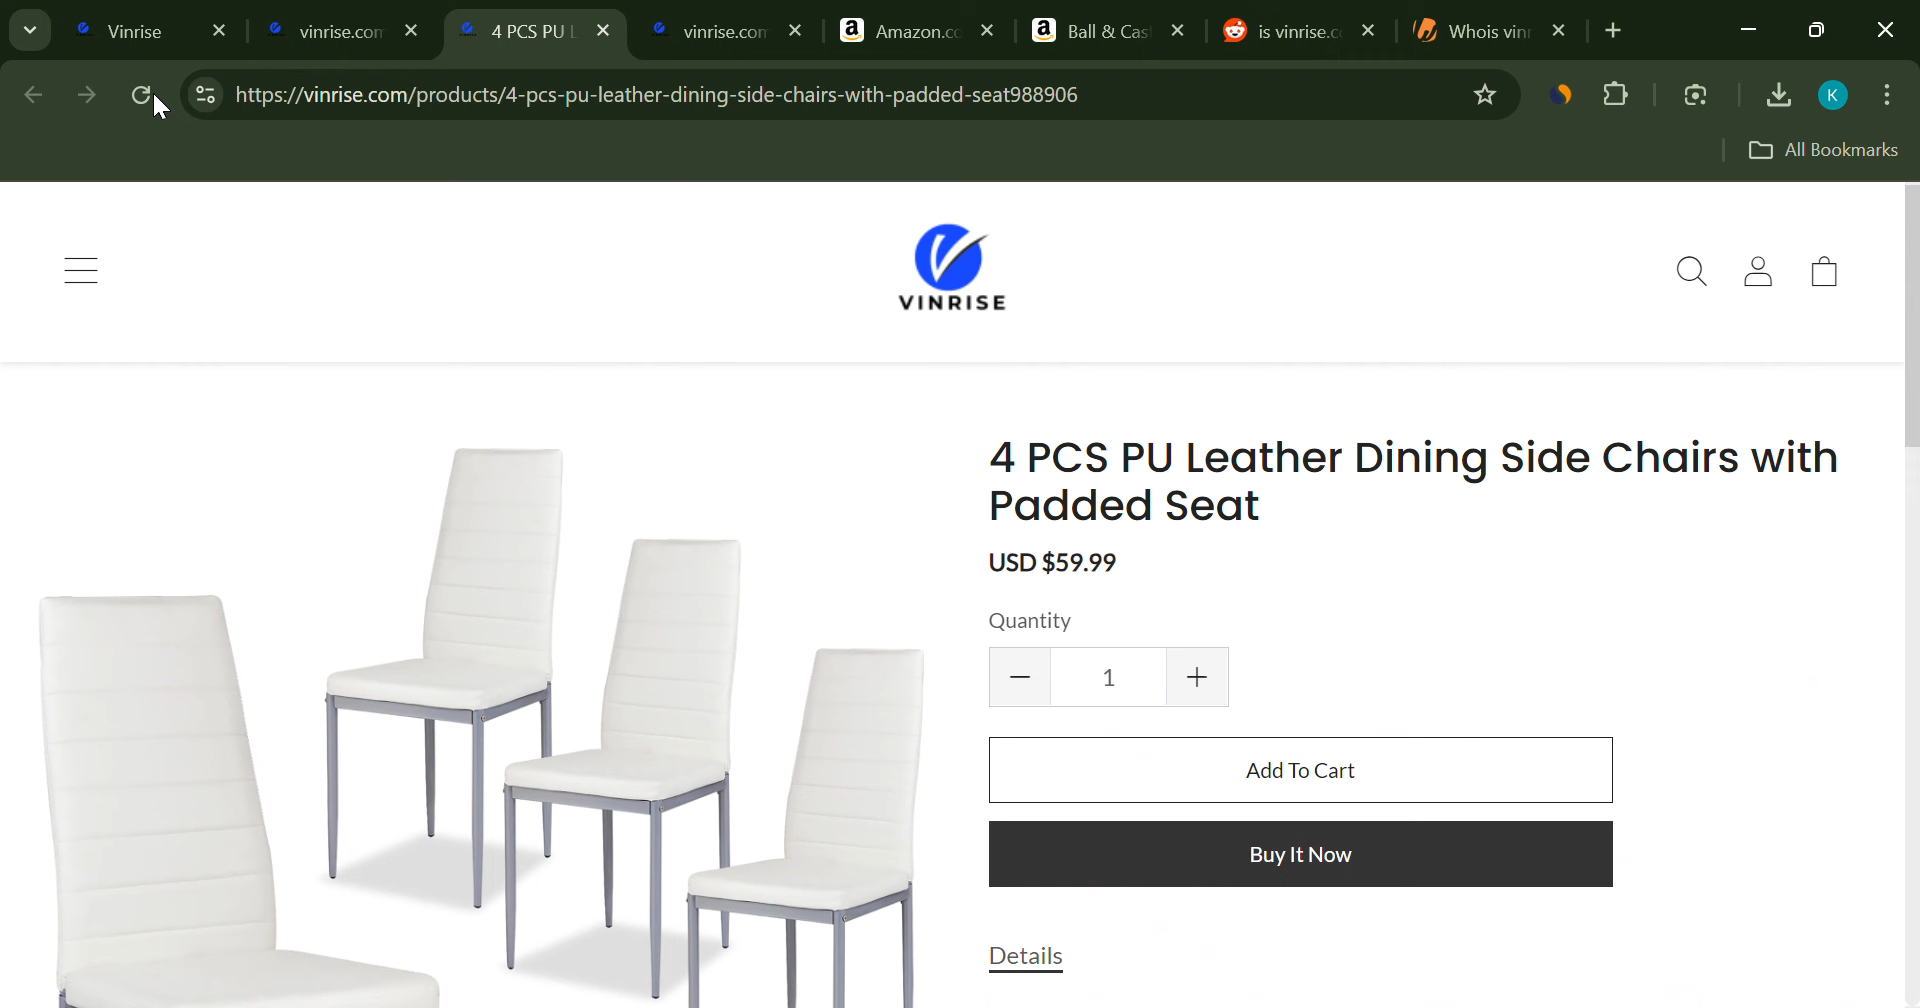 Vinrise
vinrise.com
4 PCS PU L
vinrise.com
Amazon.co
Ball & Cas
is vinrise.c
Whois vinr
https://vinrise.com/products/4-pcs-pu-leather-dining-side-chairs-with-padded-seat988906
K
All Bookmarks
VINRISE
4 PCS PU Leather Dining Side Chairs with
Padded Seat
USD $59.99
Quantity
− 1 +
Add To Cart
Buy It Now
Details